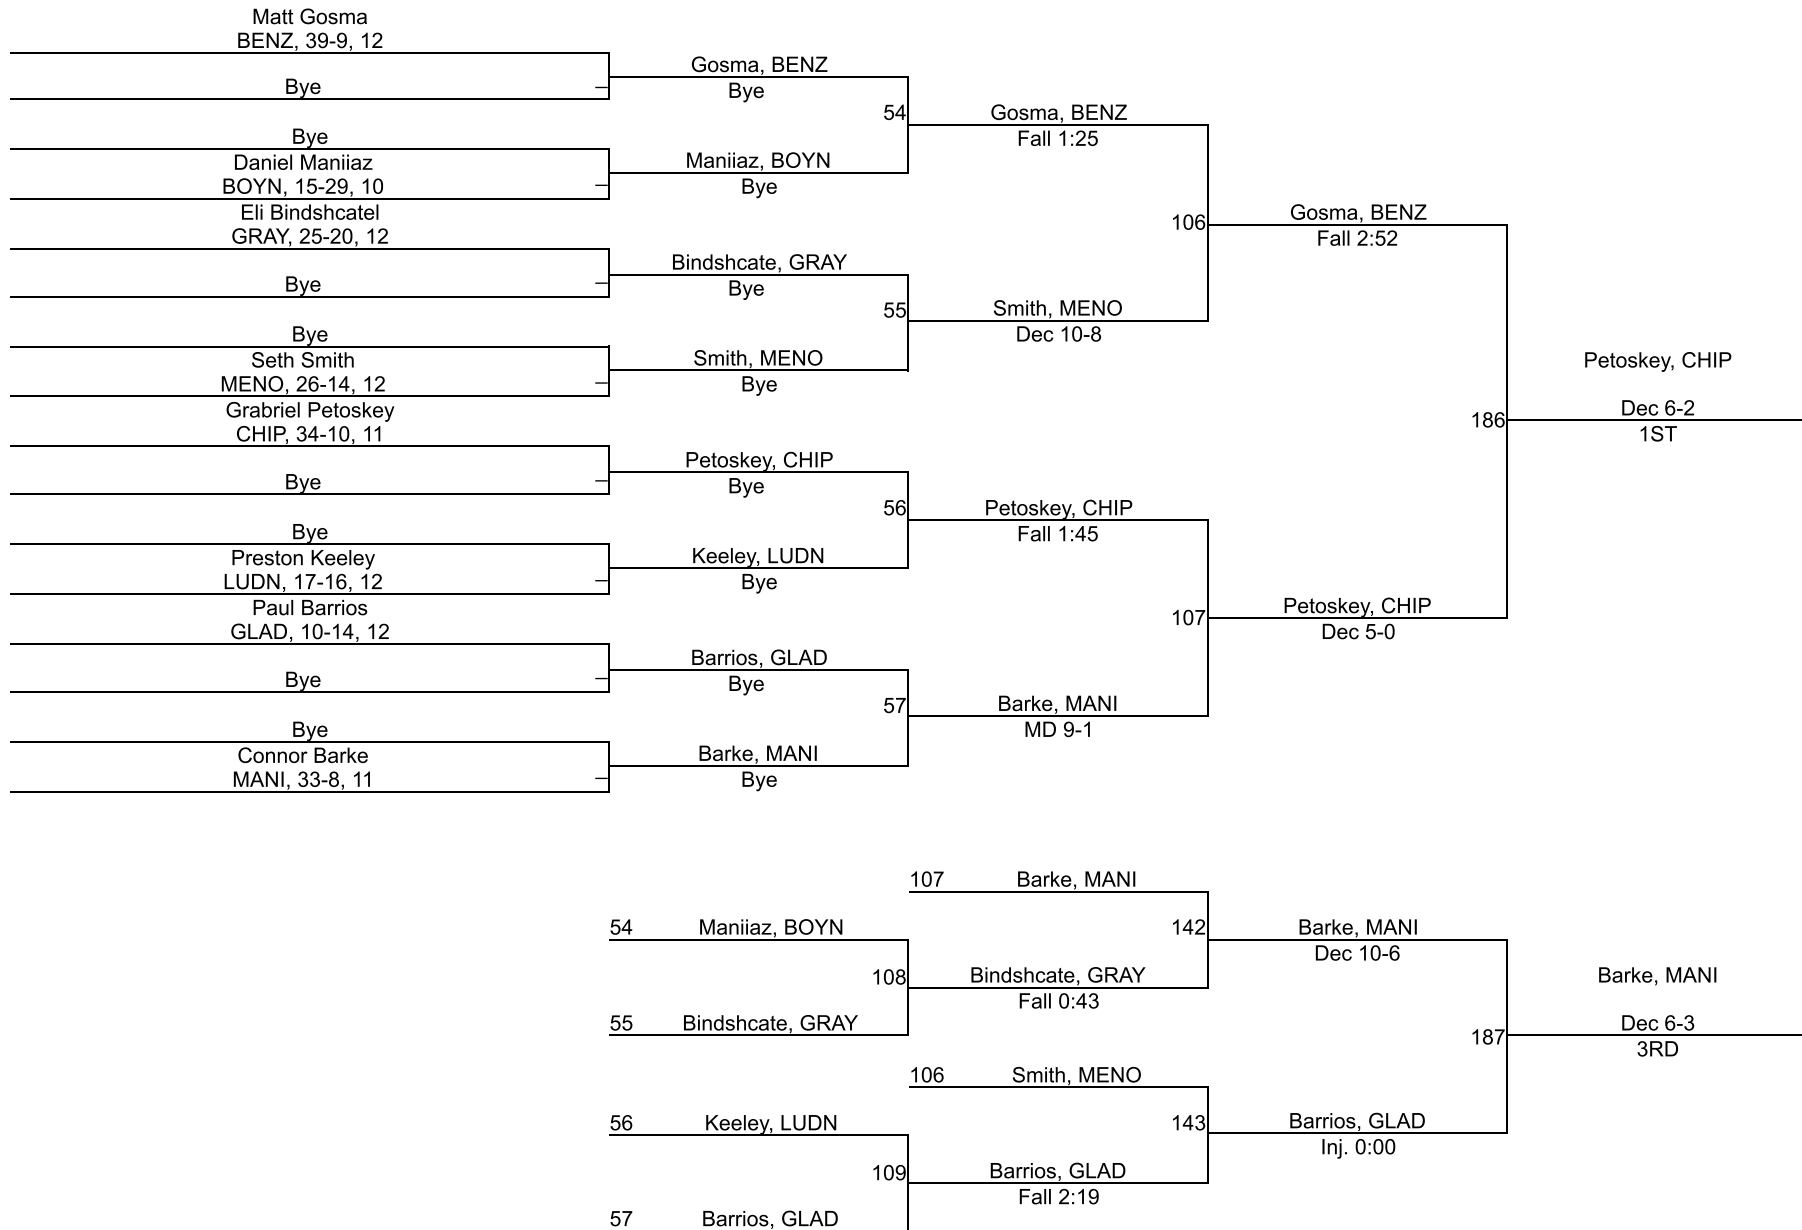 Matt Gosma
BENZ, 39-9, 12
Bye
Bye
Daniel Maniiaz
BOYN, 15-29, 10
Eli Bindshcatel
GRAY, 25-20, 12
Bye
Bye
Seth Smith
MENO, 26-14, 12
Grabriel Petoskey
CHIP, 34-10, 11
Bye
Bye
Preston Keeley
LUDN, 17-16, 12
Paul Barrios
GLAD, 10-14, 12
Bye
Bye
Connor Barke
MANI, 33-8, 11
Gosma, BENZ
Bye
54
Maniiaz, BOYN
Bye
Bindshcate, GRAY
Bye
55
Smith, MENO
Bye
Petoskey, CHIP
Bye
56
Keeley, LUDN
Bye
Barrios, GLAD
Bye
57
Barke, MANI
Bye
Gosma, BENZ
Fall 1:25
106
Smith, MENO
Dec 10-8
Petoskey, CHIP
Fall 1:45
107
Barke, MANI
MD 9-1
Gosma, BENZ
Fall 2:52
186
Petoskey, CHIP
Dec 5-0
Petoskey, CHIP
Dec 6-2
1ST
107 Barke, MANI
54 Maniiaz, BOYN
142
108
Bindshcate, GRAY
Fall 0:43
55 Bindshcate, GRAY
106 Smith, MENO
56 Keeley, LUDN
143
109
Barrios, GLAD
Fall 2:19
57 Barrios, GLAD
Barke, MANI
Dec 10-6
187
Barrios, GLAD
Inj. 0:00
Barke, MANI
Dec 6-3
3RD